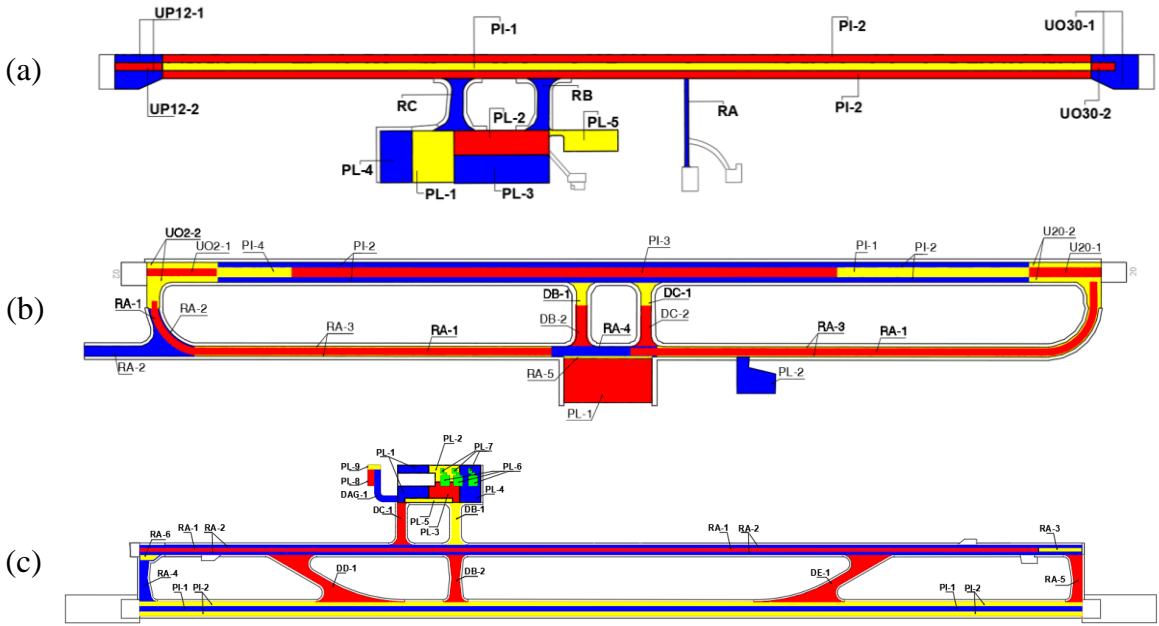 UP12-1
PI-1
PI-2
UO30-1
(a)
UP12-2
RC
RB
RA
PI-2
UO30-2
PL-2
PL-5
PL-4
PL-1
PL-3
UO2-2
UO2-1
PI-4
PI-2
PI-3
PI-1
PI-2
U20-2
U20-1
02
20
(b)
RA-1
RA-2
RA-3
RA-1
DB-1
DB-2
RA-4
DC-1
DC-2
RA-3
RA-1
RA-2
RA-5
PL-1
PL-2
PL-9
PL-8
DAG-1
PL-1
PL-2
PL-7
PL-6
PL-4
PL-5
PL-3
DC-1
DB-1
RA-6
RA-1
RA-2
RA-1
RA-2
RA-3
(c)
RA-4
DD-1
DB-2
DE-1
RA-5
PI-1
PI-2
PI-1
PI-2